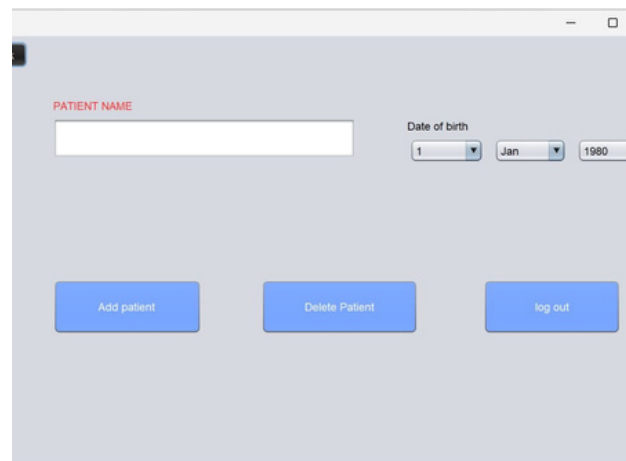 PATIENT NAME
Date of birth
1 Jan 1980
Add patient Delete Patient log out